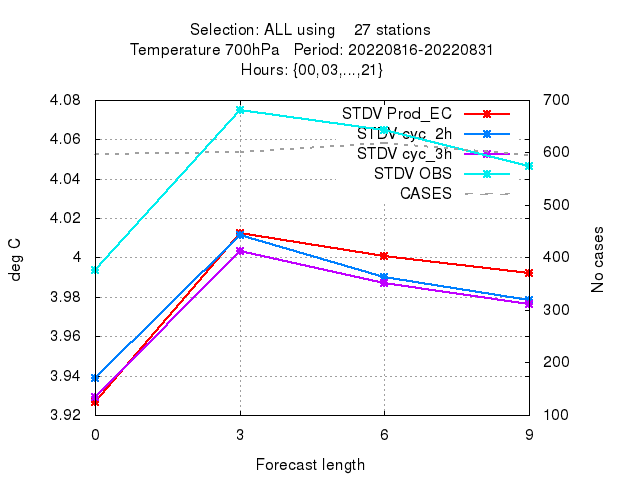 Selection: ALL using    27 stations
Temperature 700hPa   Period: 20220816-20220831
Hours: {00,03,...,21}
4.08
4.06
4.04
4.02
4
3.98
3.96
3.94
3.92
deg C
STDV Prod_EC
STDV cyc_2h
STDV cyc_3h
STDV OBS
CASES
700
600
500
400
300
200
100
No cases
0 3 6 9
Forecast length